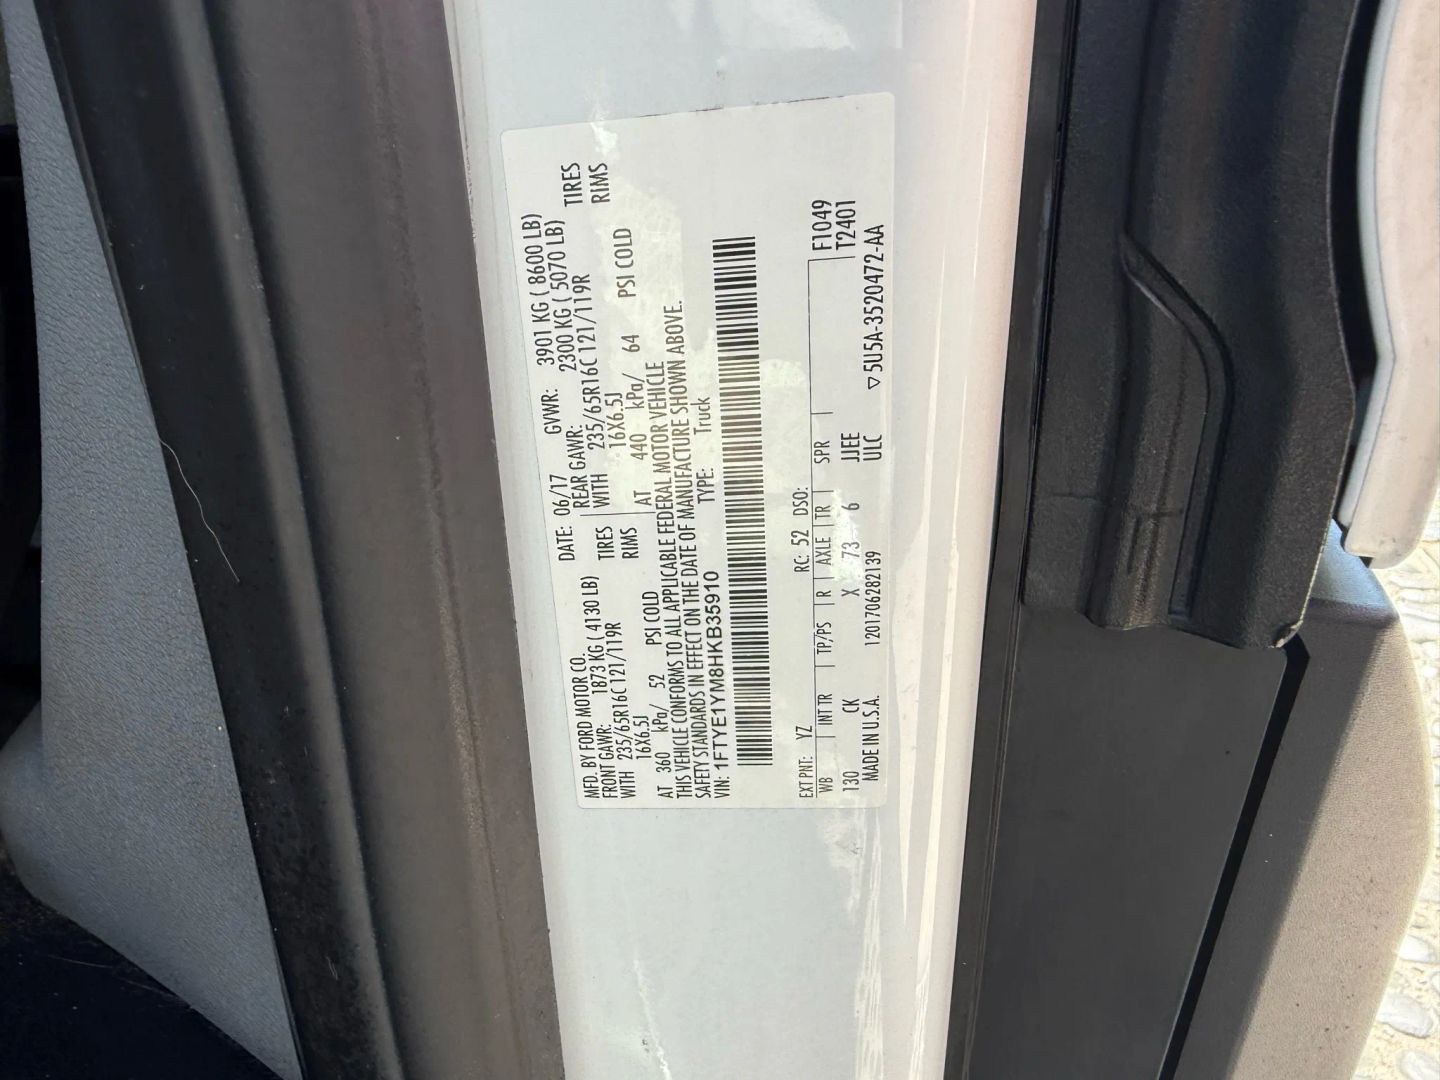 MFD. BY FORD MOTOR CO. DATE: 06/17 GVWR: 3901 KG ( 8600 LB)
FRONT GAWR: 1873 KG ( 4130 LB) REAR GAWR: 2300 KG ( 5070 LB)
WITH 235/65R16C 121/119R TIRES WITH 235/65R16C 121/119R TIRES
16X6.5J RIMS 16X6.5J RIMS
AT 360 kPa/ 52 PSI COLD AT 440 kPa/ 64 PSI COLD
THIS VEHICLE CONFORMS TO ALL APPLICABLE FEDERAL MOTOR VEHICLE
SAFETY STANDARDS IN EFFECT ON THE DATE OF MANUFACTURE SHOWN ABOVE.
VIN: 1FTYE1YM8HKB35910 TYPE: Truck
EXT PNT: YZ RC: 52 DSO: F1049
WB INT TR TP/PS R AXLE TR SPR T2401
130 CK X 73 6 JJEE
MADE IN U.S.A. 1201706282139 ULC ▽5U5A-3520472-AA